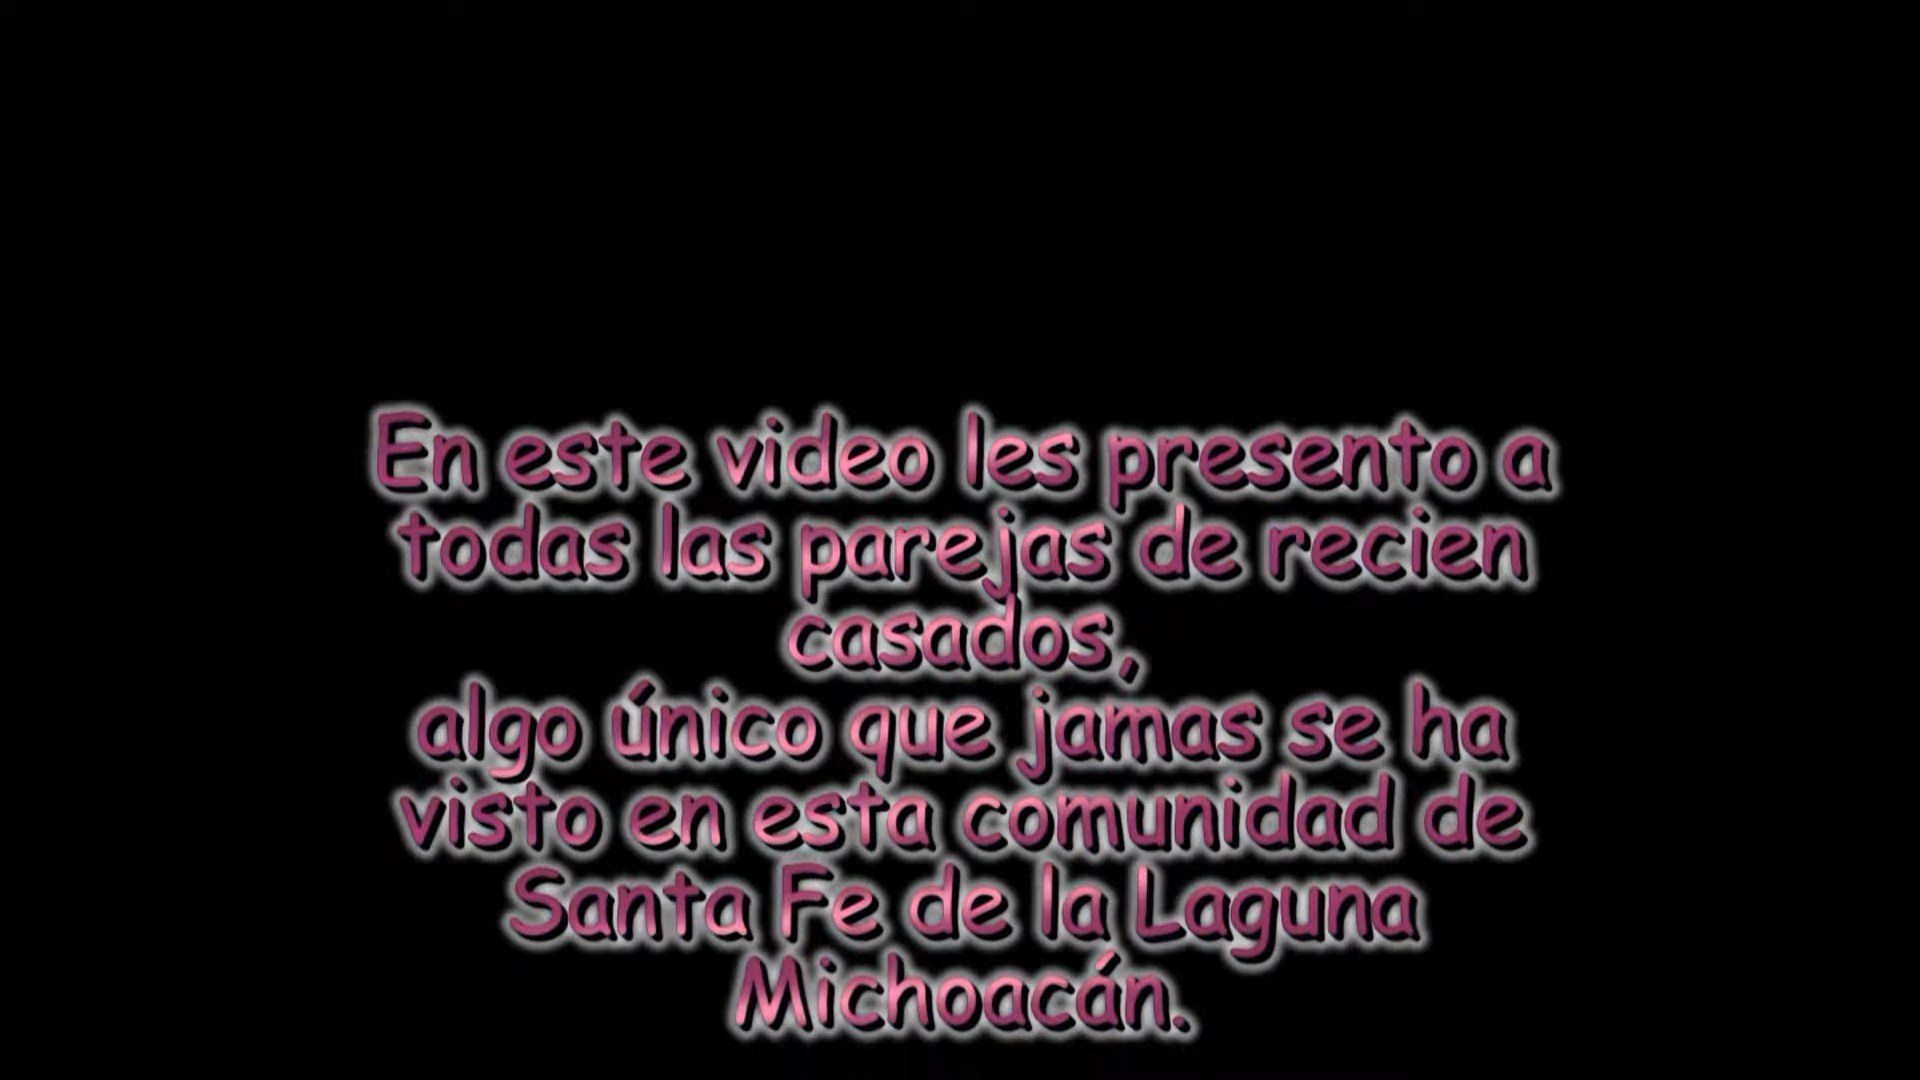 En este video les presento a
todas las parejas de recien
casados,
algo único que jamas se ha
visto en esta comunidad de
Santa Fe de la Laguna
Michoacán.